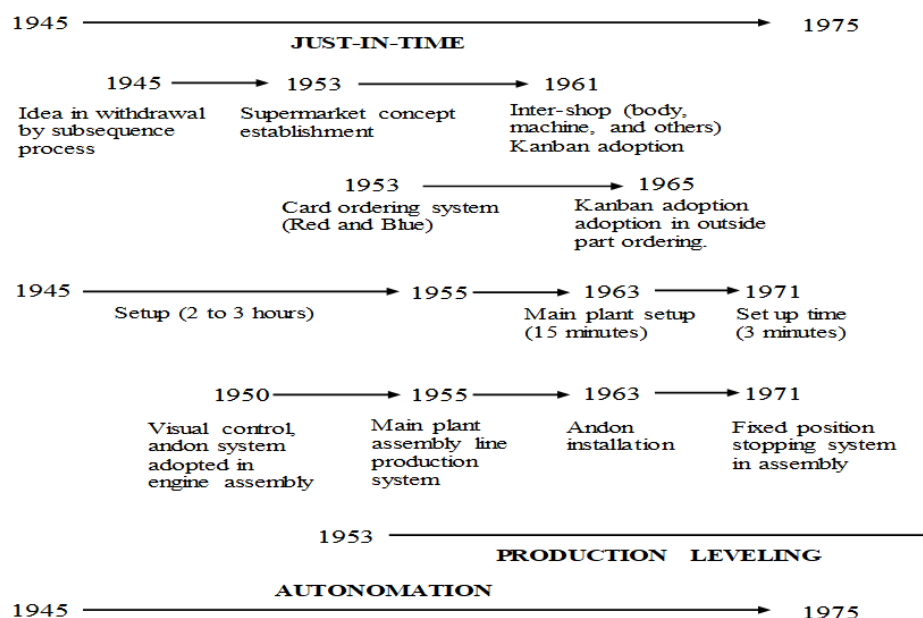 1945 1975
JUST-IN-TIME
1945 1953 1961
Idea in withdrawal
by subsequence
process
Supermarket concept
establishment
Inter-shop (body,
machine, and others)
Kanban adoption
1953 1965
Card ordering system
(Red and Blue)
Kanban adoption
adoption in outside
part ordering.
1945 1955 1963 1971
Setup (2 to 3 hours)
Main plant setup
(15 minutes)
Set up time
(3 minutes)
1950 1955 1963 1971
Visual control,
andon system
adopted in
engine assembly
Main plant
assembly line
production
system
Andon
installation
Fixed position
stopping system
in assembly
1953
PRODUCTION LEVELING
AUTONOMATION
1945 1975